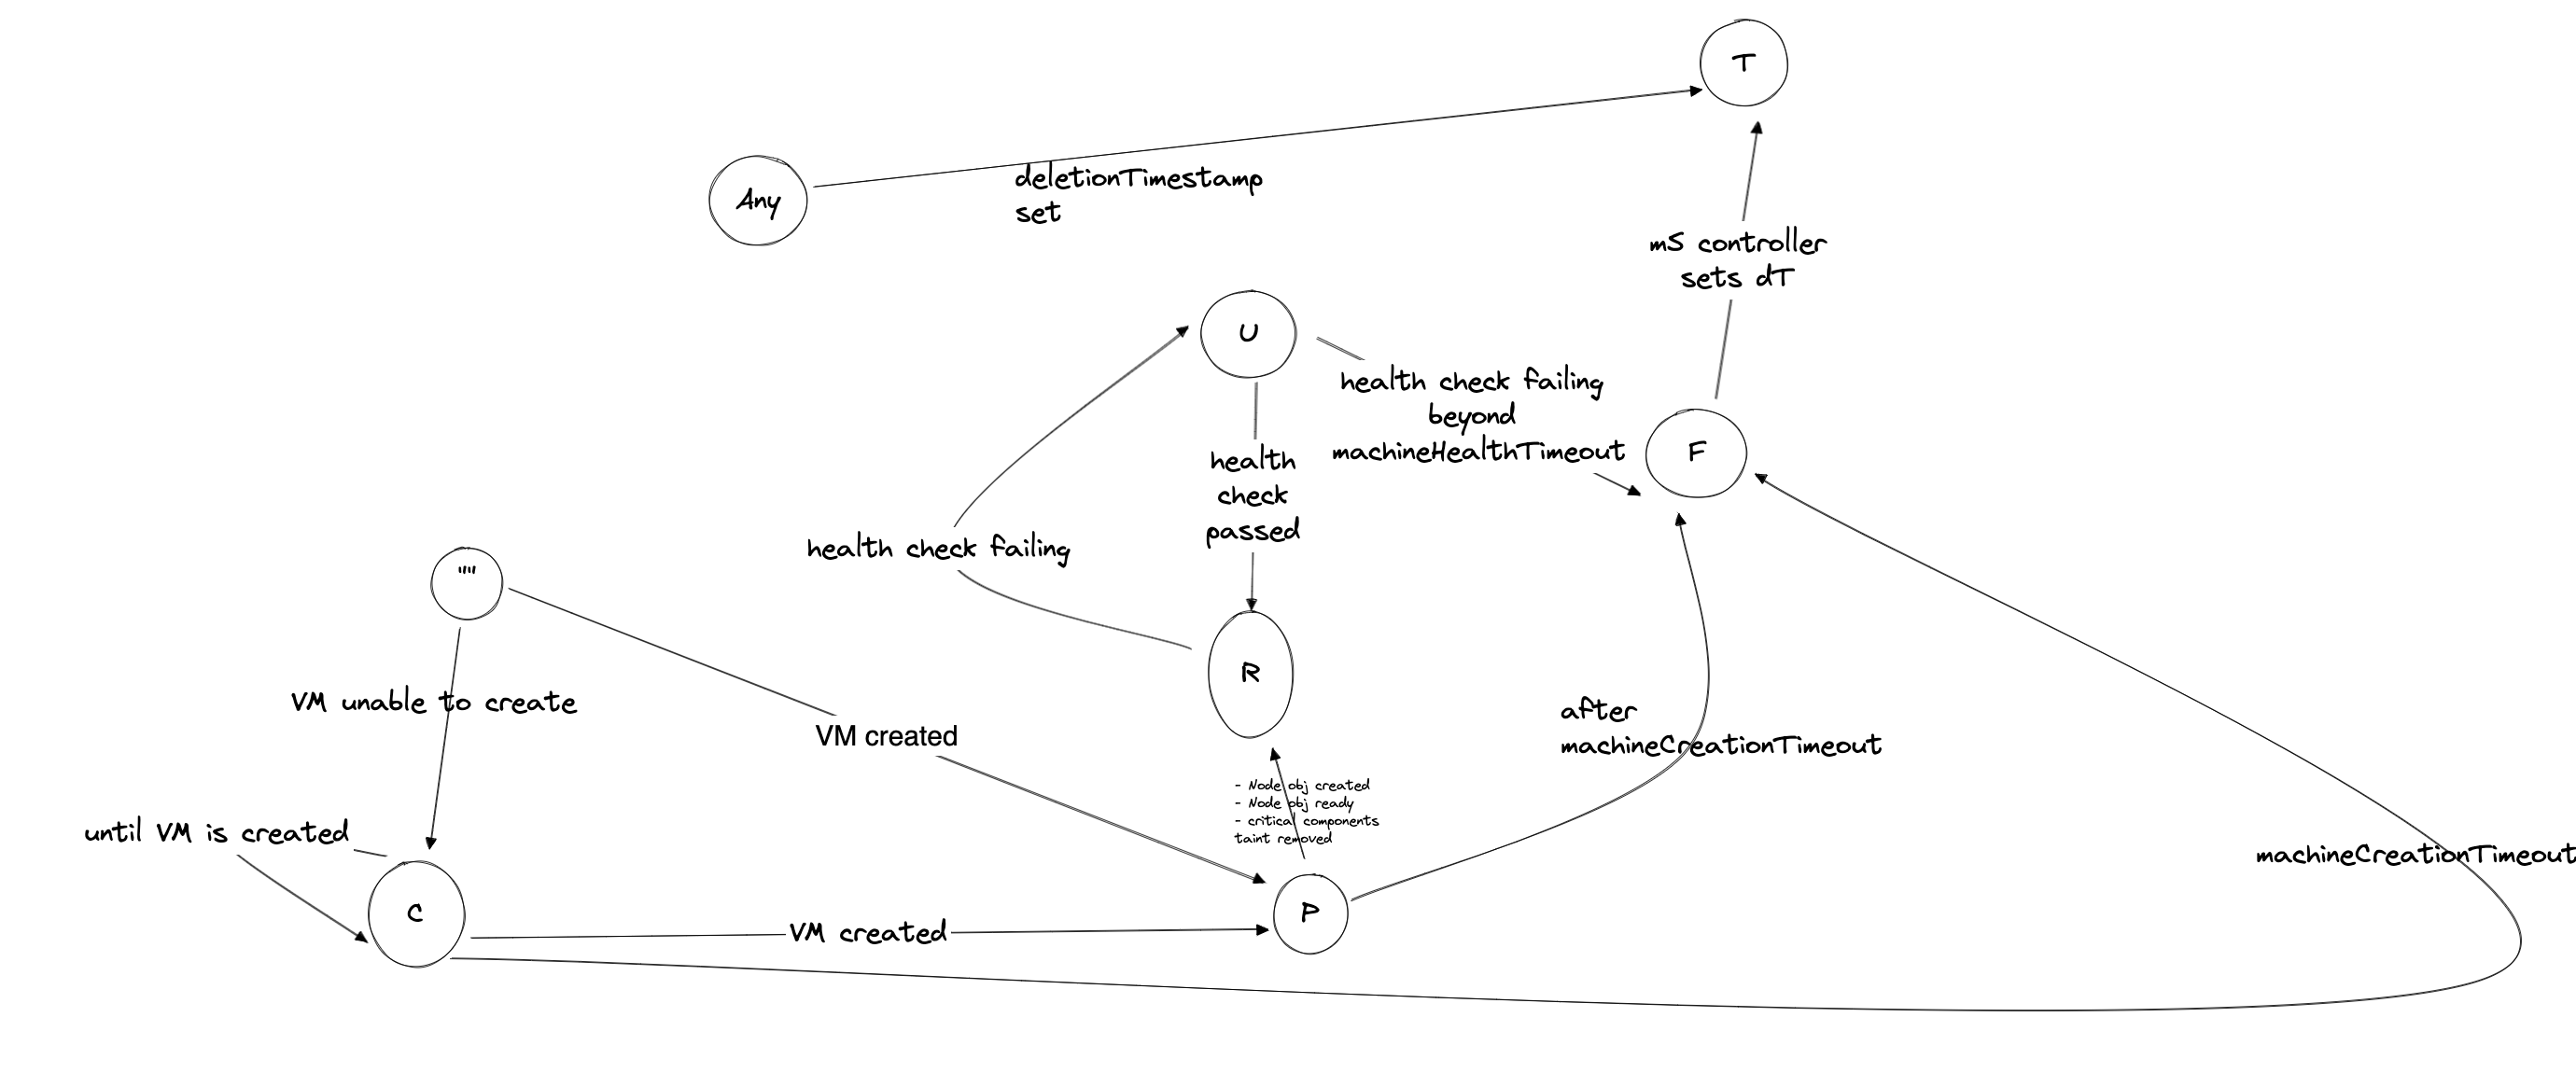 T
Any
deletionTimestamp
set
mS controller
sets dT
U
health check failing
beyond
machineHealthTimeout
F
health
check
passed
health check failing
""
R
VM unable to create
VM created
after
machineCreationTimeout
- Node obj created
- Node obj ready
- critical components
taint removed
until VM is created
machineCreationTimeout
C
VM created
P